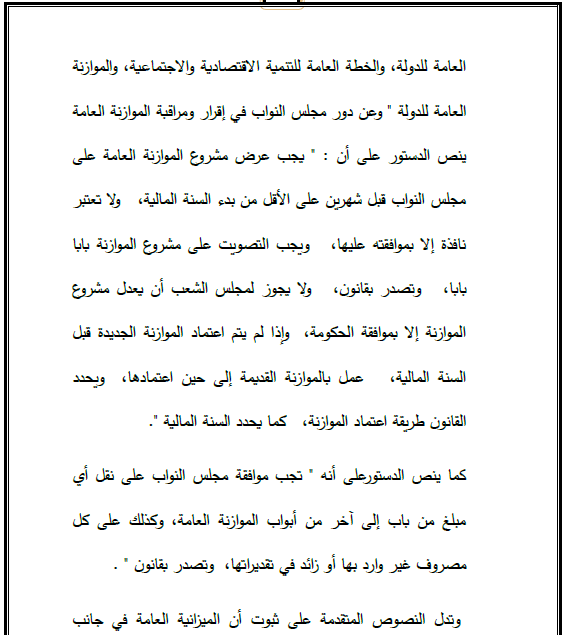 العامة للدولة، والخطة العامة للتنمية الاقتصادية والاجتماعية، والموازنة
العامة للدولة " وعن دور مجلس النواب في إقرار ومراقبة الموازنة العامة
ينص الدستور على أن : " يجب عرض مشروع الموازنة العامة على
مجلس النواب قبل شهرين على الأقل من بدء السنة المالية، ولا تعتبر
نافذة إلا بموافقته عليها، ويجب التصويت على مشروع الموازنة بابا
بابا، وتصدر بقانون، ولا يجوز لمجلس الشعب أن يعدل مشروع
الموازنة إلا بموافقة الحكومة، وإذا لم يتم اعتماد الموازنة الجديدة قبل
السنة المالية، عمل بالموازنة القديمة إلى حين اعتمادها، ويحدد
القانون طريقة اعتماد الموازنة، كما يحدد السنة المالية ".
كما ينص الدستورعلى أنه " تجب موافقة مجلس النواب على نقل أي
مبلغ من باب إلى آخر من أبواب الموازنة العامة، وكذلك على كل
مصروف غير وارد بها أو زائد في تقديراتها، وتصدر بقانون " .
وتدل النصوص المتقدمة على ثبوت أن الميزانية العامة في جانب